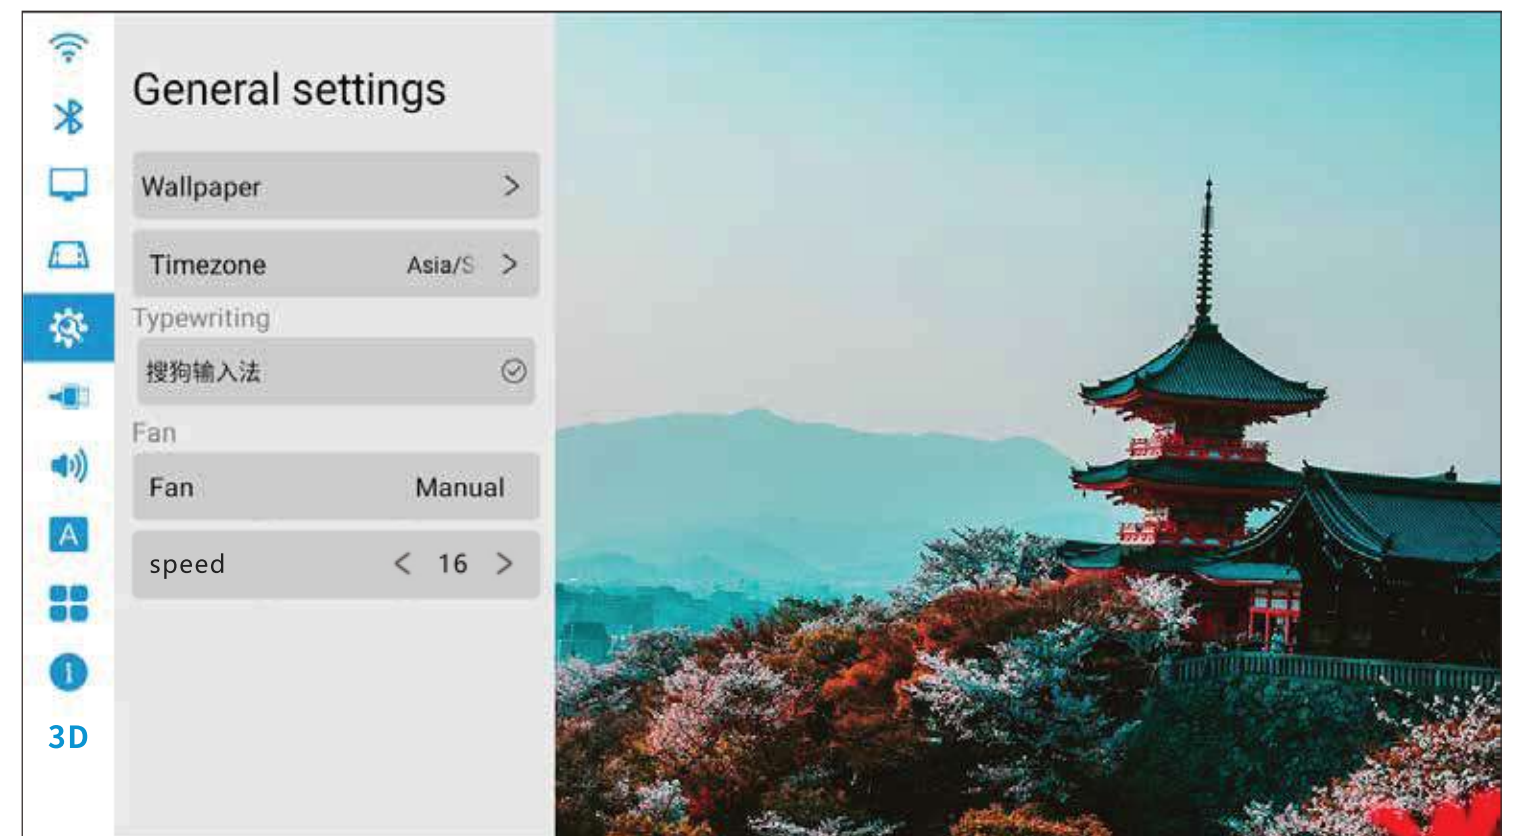 General settings
Wallpaper >
Timezone Asia/S >
Typewriting
搜狗输入法
Fan
Fan Manual
speed < 16 >
A
i
3D